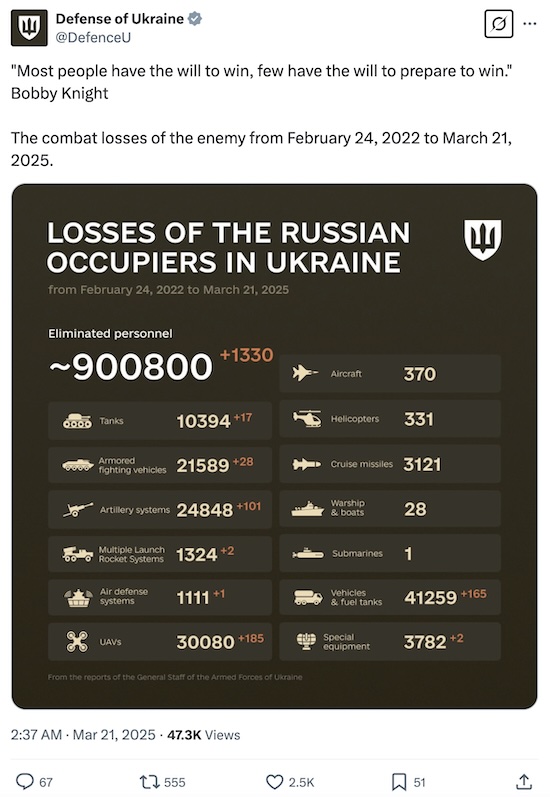 Defense of Ukraine
@DefenceU
"Most people have the will to win, few have the will to prepare to win."
Bobby Knight
The combat losses of the enemy from February 24, 2022 to March 21,
2025.
LOSSES OF THE RUSSIAN
OCCUPIERS IN UKRAINE
from February 24, 2022 to March 21, 2025
Eliminated personnel
~900800 +1330
Tanks 10394 +17
Armored
fighting vehicles 21589 +28
Artillery systems 24848 +101
Multiple Launch
Rocket Systems 1324 +2
Air defense
systems 1111 +1
UAVs 30080 +185
Aircraft 370
Helicopters 331
Cruise missiles 3121
Warship
& boats 28
Submarines 1
Vehicles
& fuel tanks 41259 +165
Special
equipment 3782 +2
From the reports of the General Staff of the Armed Forces of Ukraine
2:37 AM · Mar 21, 2025 · 47.3K Views
67 555 2.5K 51